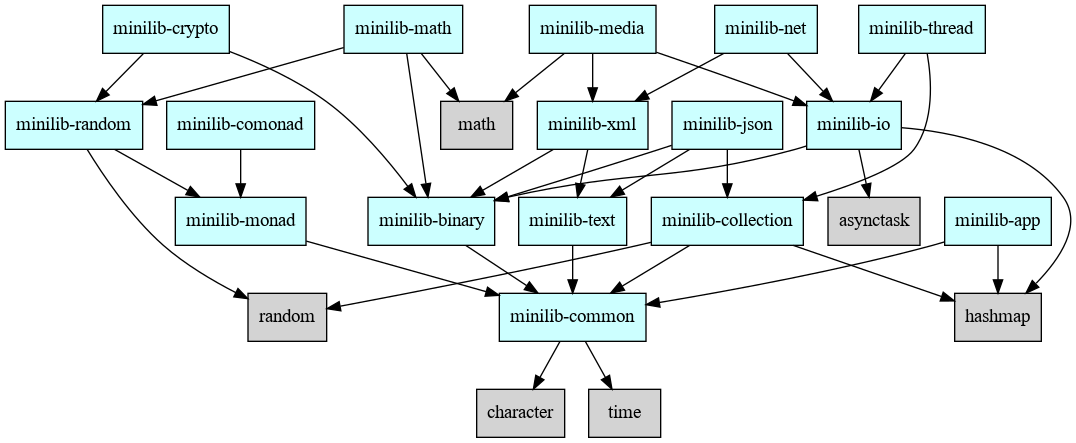 minilib-crypto
minilib-math
minilib-media
minilib-net
minilib-thread
minilib-random
minilib-comonad
math
minilib-xml
minilib-json
minilib-io
minilib-monad
minilib-binary
minilib-text
minilib-collection
asynctask
minilib-app
random
minilib-common
hashmap
character
time